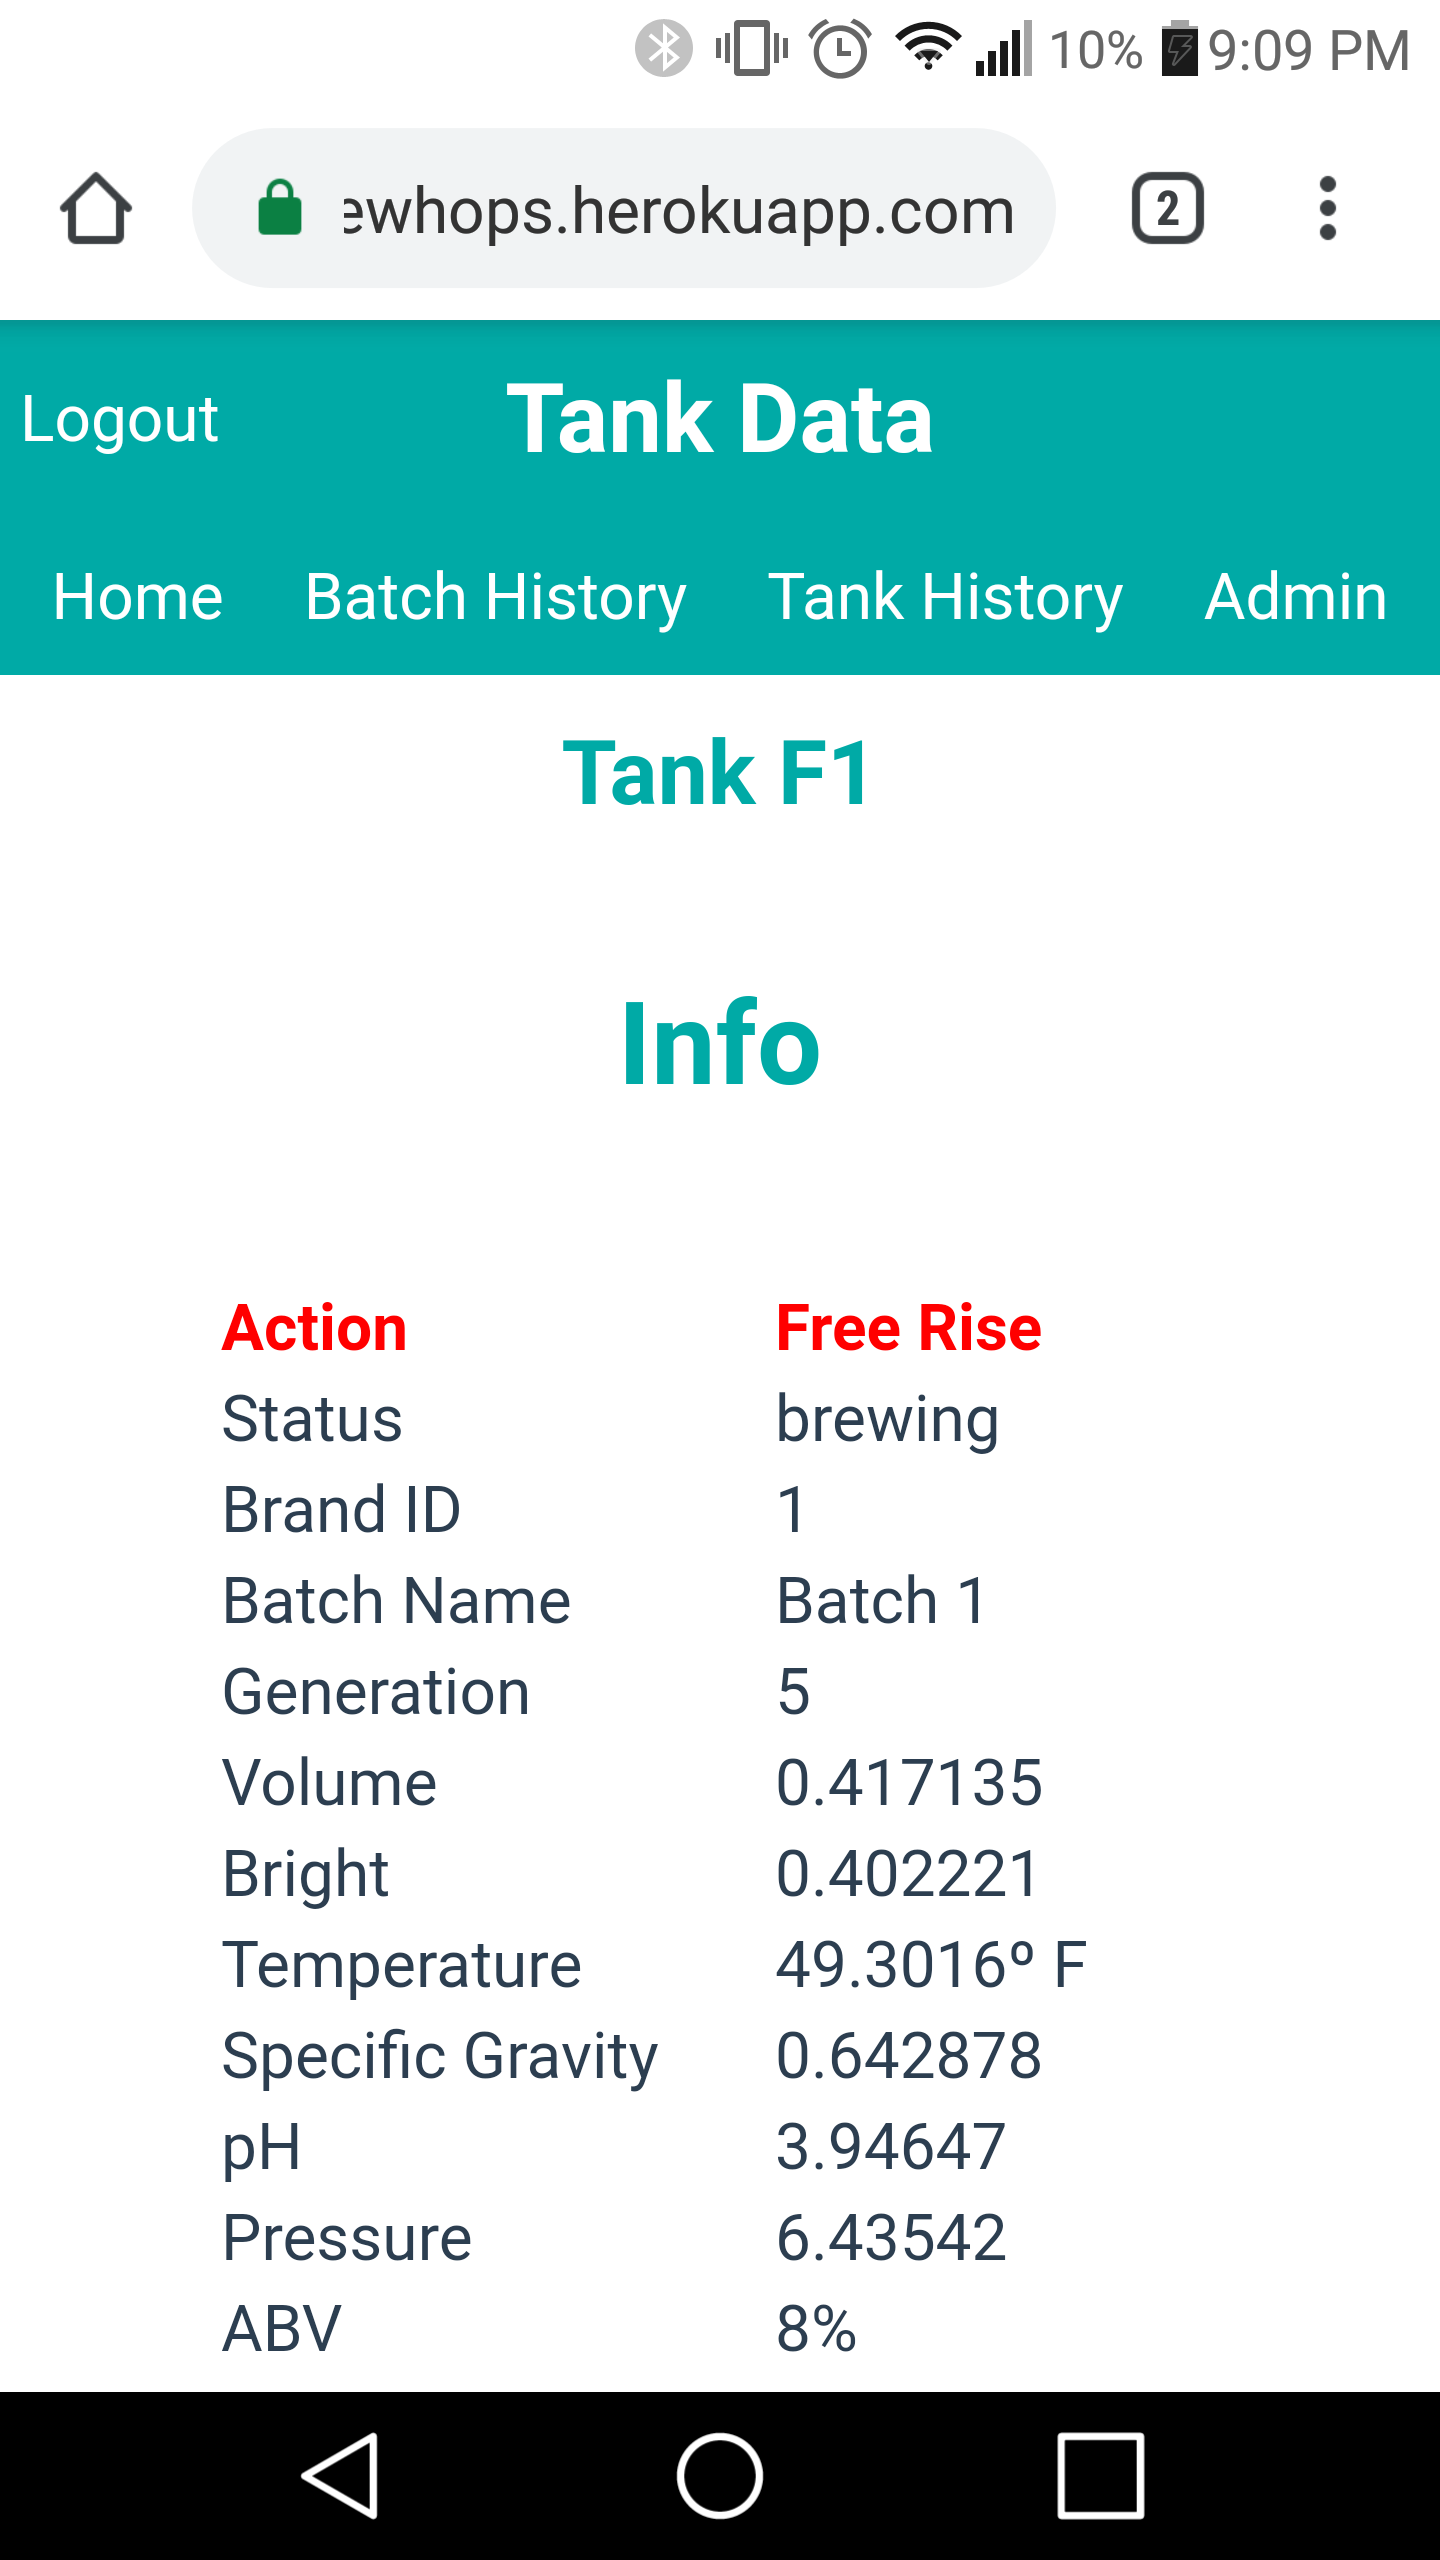 10% 9:09 PM
ewhops.herokuapp.com 2
Logout Tank Data
Home Batch History Tank History Admin
Tank F1
Info
Action Free Rise
Status brewing
Brand ID 1
Batch Name Batch 1
Generation 5
Volume 0.417135
Bright 0.402221
Temperature 49.3016º F
Specific Gravity 0.642878
pH 3.94647
Pressure 6.43542
ABV 8%